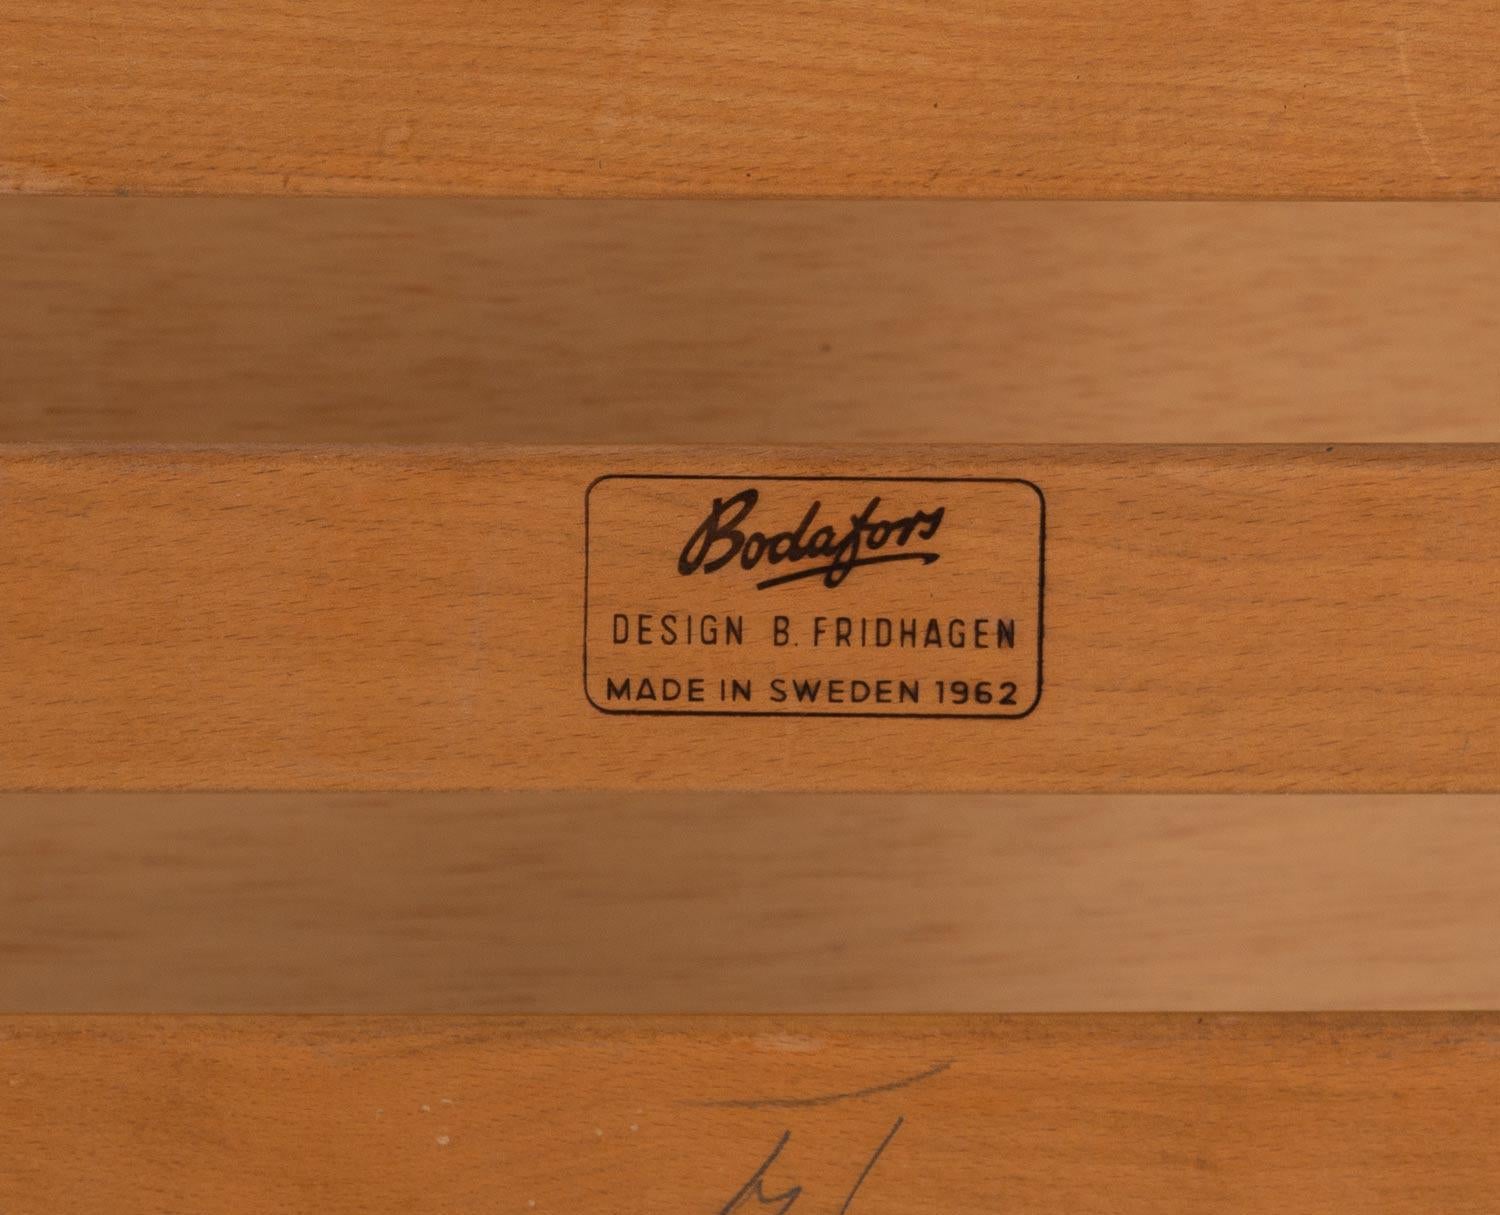 Bodafors
DESIGN B. FRIDHAGEN
MADE IN SWEDEN 1962